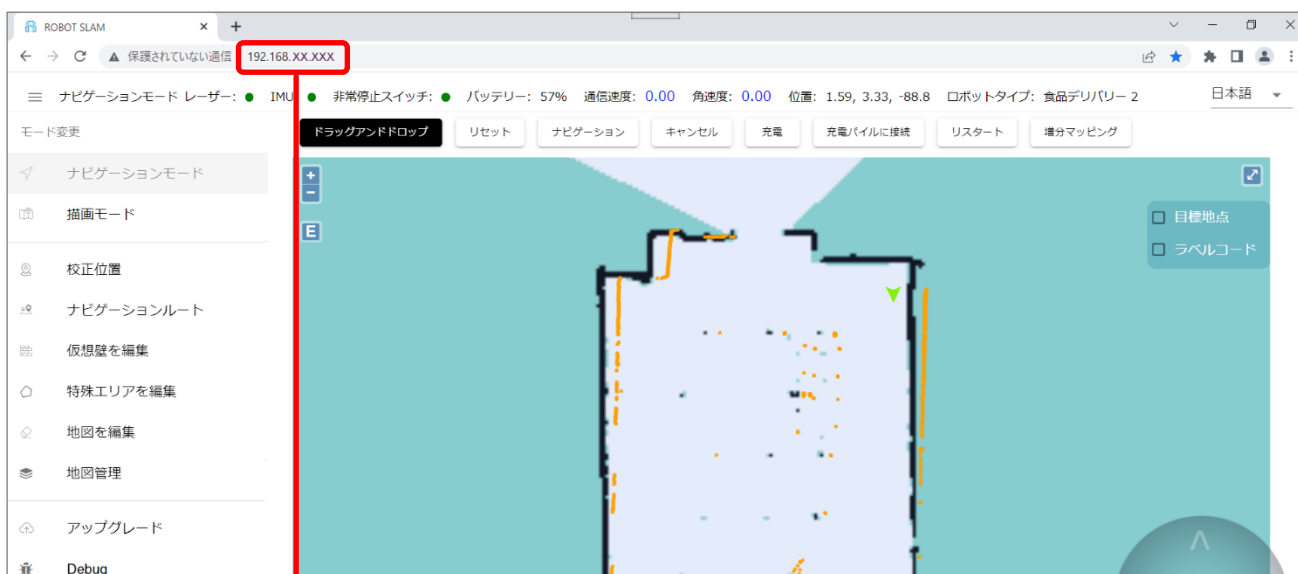 ROBOT SLAM
保護されていない通信 192.168.XX.XXX
ナビゲーションモード レーザー: IMU 非常停止スイッチ: バッテリー: 57% 通信速度: 0.00 角速度: 0.00 位置: 1.59, 3.33, -88.8 ロボットタイプ: 食品デリバリー 2 日本語
モード変更
ドラッグアンドドロップ リセット ナビゲーション キャンセル 充電 充電パイルに接続 リスタート 増分マッピング
ナビゲーションモード
描画モード
校正位置
ナビゲーションルート
仮想壁を編集
特殊エリアを編集
地図を編集
地図管理
アップグレード
Debug
+
−
E
目標地点
ラベルコード